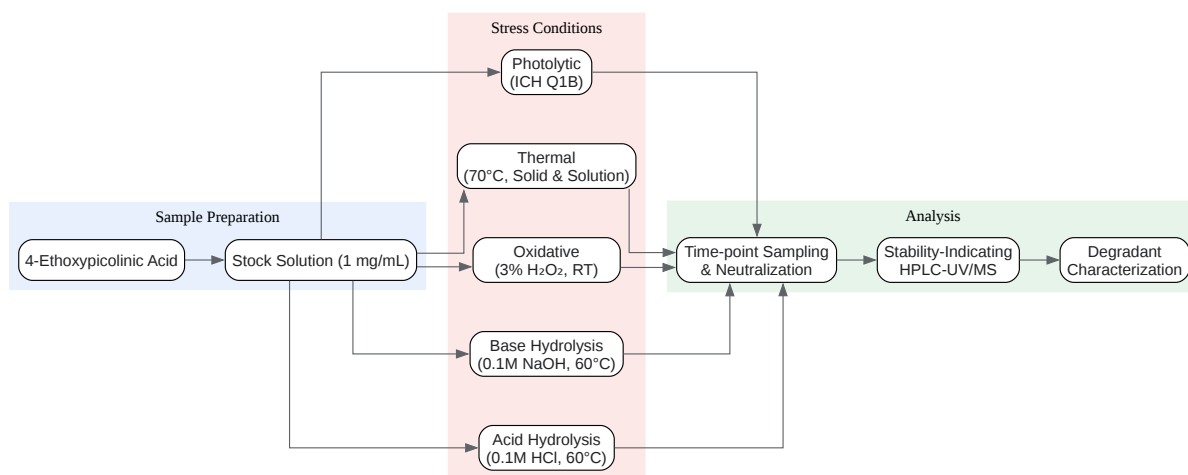 Stress Conditions
Photolytic
(ICH Q1B)
Thermal
(70°C, Solid & Solution)
Sample Preparation
Analysis
4-Ethoxypicolinic Acid
Stock Solution (1 mg/mL)
Oxidative
(3% H₂O₂, RT)
Time-point Sampling
& Neutralization
Stability-Indicating
HPLC-UV/MS
Degradant
Characterization
Base Hydrolysis
(0.1M NaOH, 60°C)
Acid Hydrolysis
(0.1M HCl, 60°C)